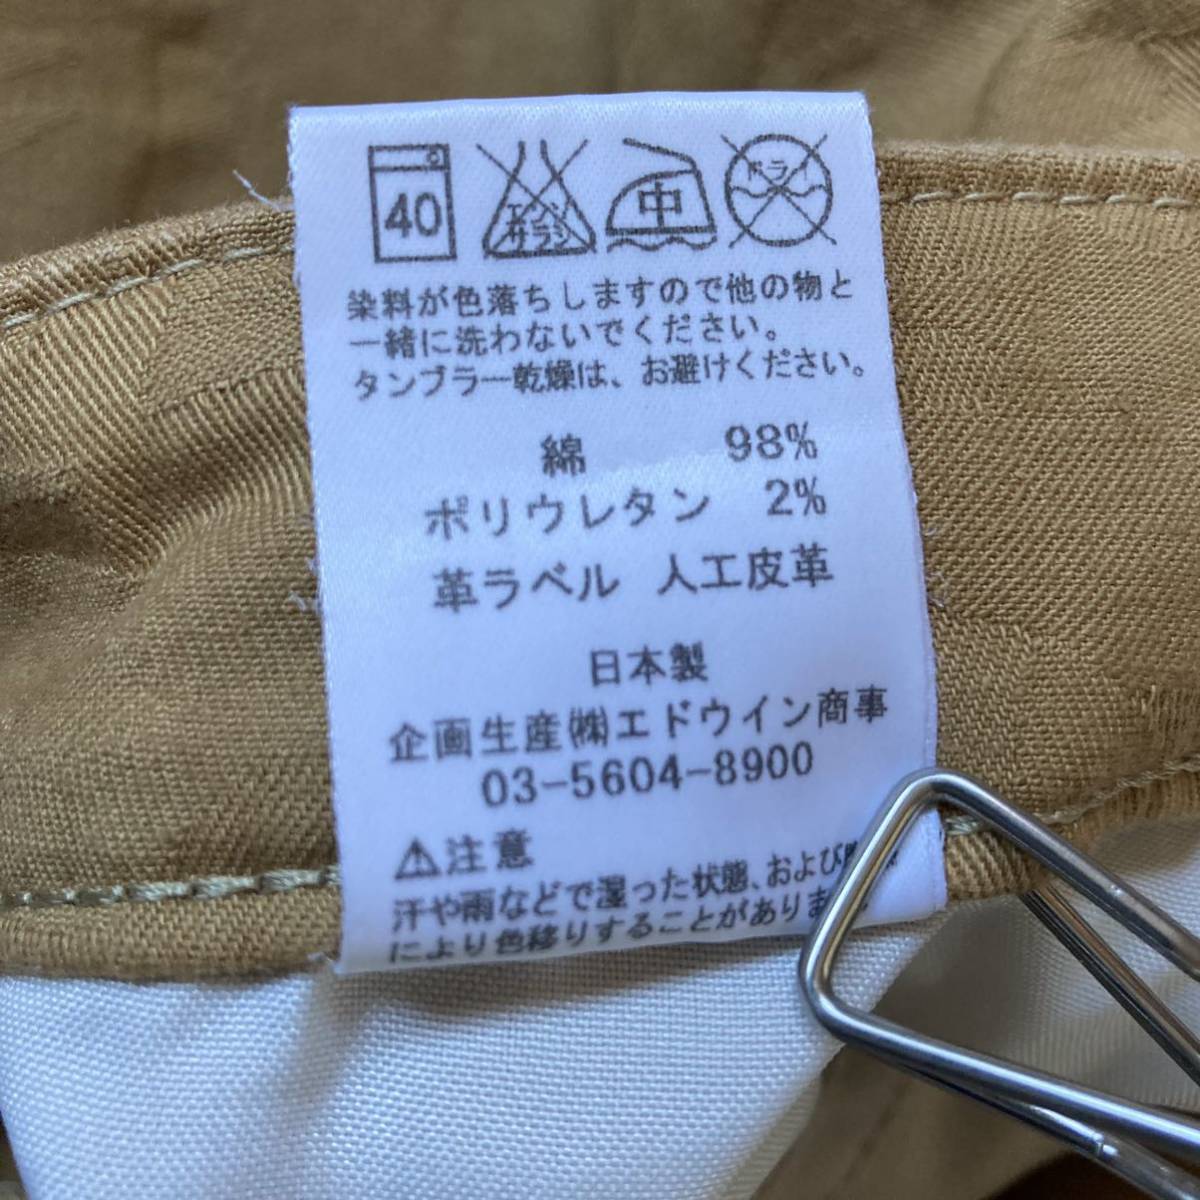 40 エンソサラシ 中 ドライ
染料が色落ちしますので他の物と
一緒に洗わないでください。
タンブラー乾燥は、お避けください。
綿 98%
ポリウレタン 2%
革ラベル 人工皮革
日本製
企画生産㈱エドウイン商事
03-5604-8900
⚠注意
汗や雨などで湿った状態、および
により色移りすることがありま